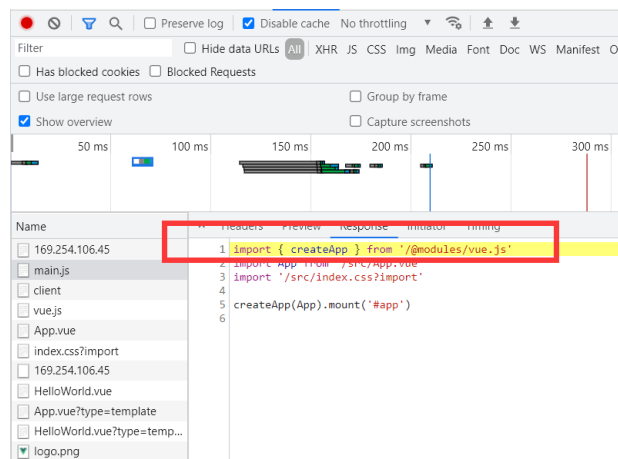 Preserve log Disable cache No throttling
Filter Hide data URLs All XHR JS CSS Img Media Font Doc WS Manifest
Has blocked cookies Blocked Requests
Use large request rows Group by frame
Show overview Capture screenshots
50 ms 100 ms 150 ms 200 ms 250 ms 300 ms
Name Headers Preview Response Initiator Timing
169.254.106.45
main.js
client
vue.js
App.vue
index.css?import
169.254.106.45
HelloWorld.vue
App.vue?type=template
HelloWorld.vue?type=temp...
logo.png
1 import { createApp } from '/@modules/vue.js'
2 import App from '/src/App.vue'
3 import '/src/index.css?import'
4
5 createApp(App).mount('#app')
6